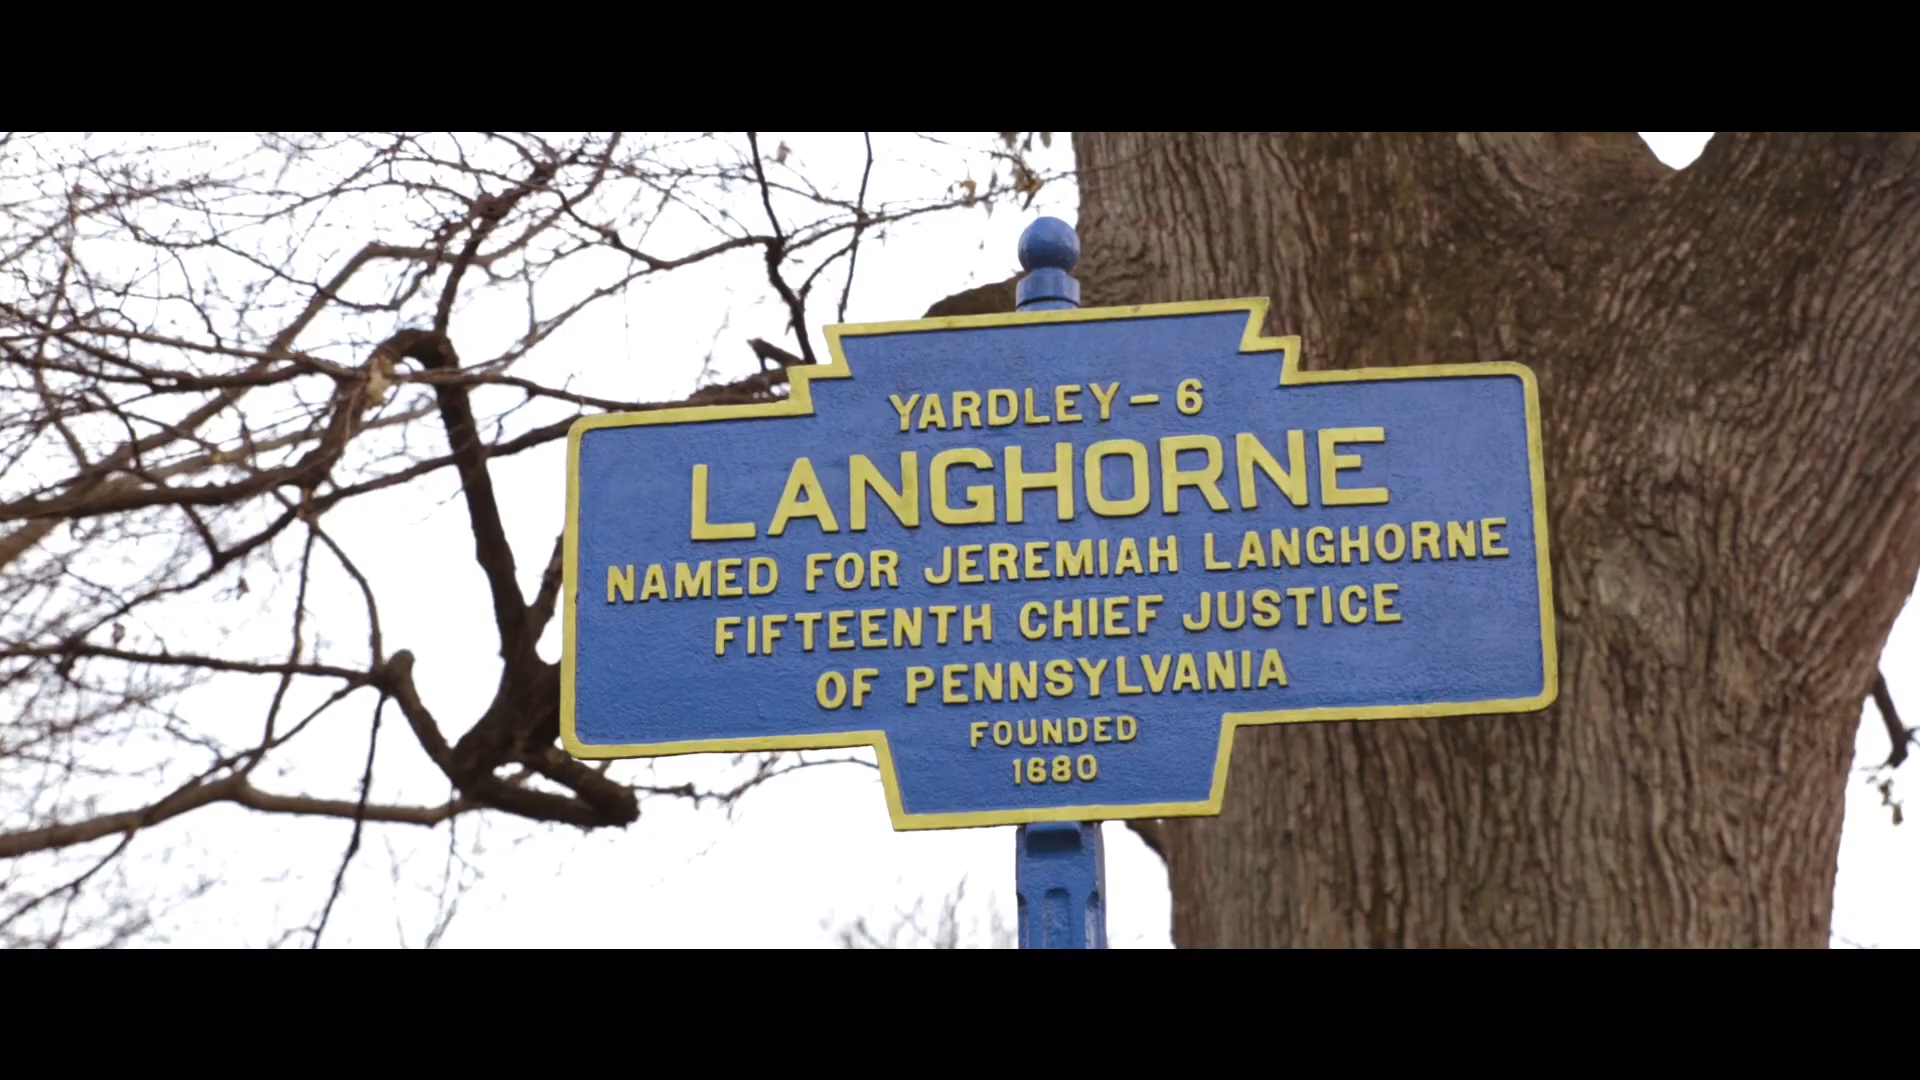 YARDLEY – 6
LANGHORNE
NAMED FOR JEREMIAH LANGHORNE
FIFTEENTH CHIEF JUSTICE
OF PENNSYLVANIA
FOUNDED
1680